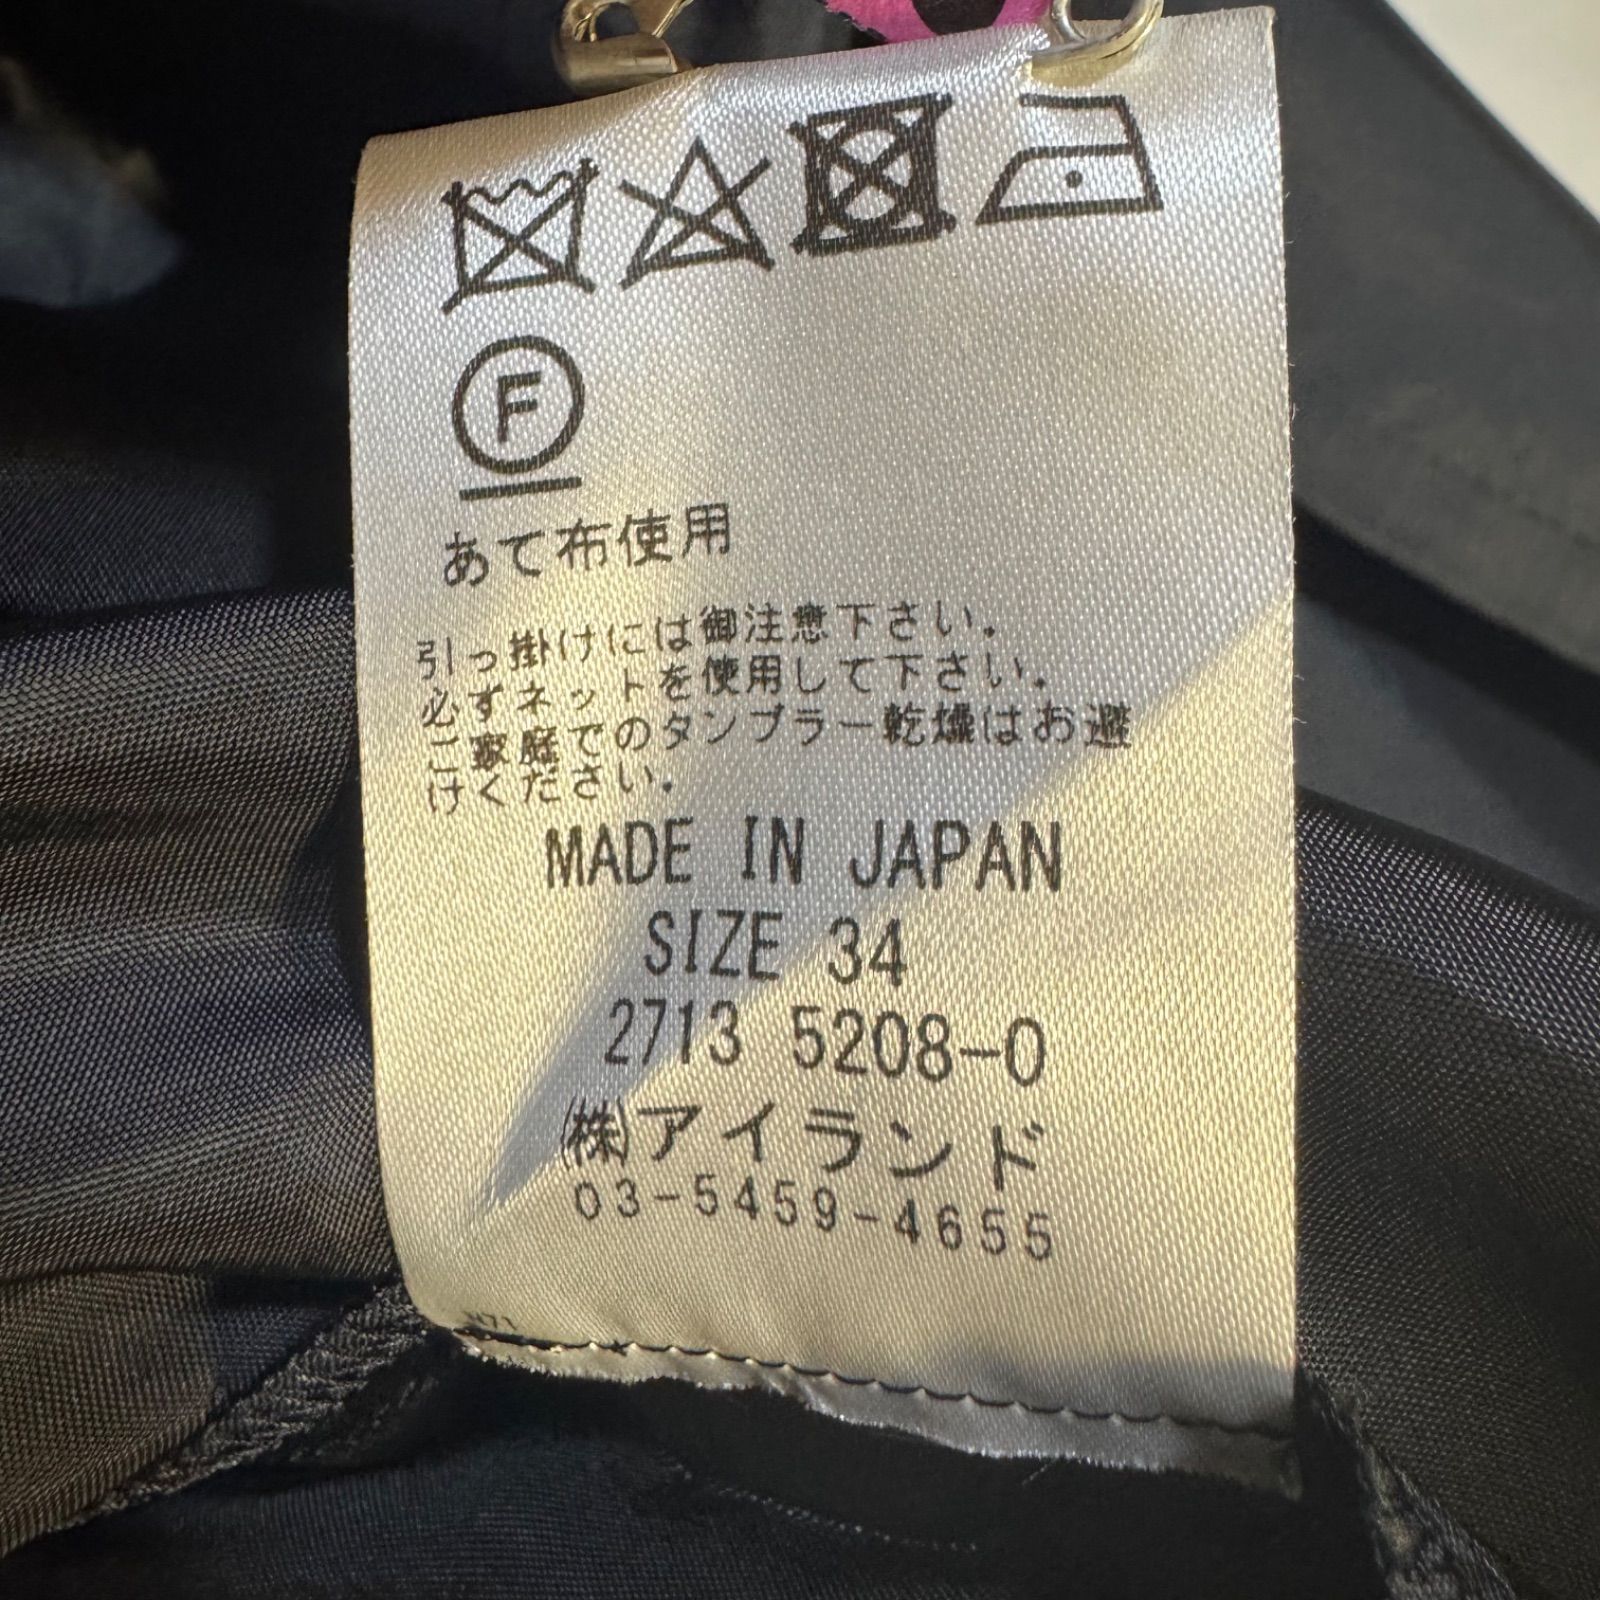 F
あて布使用
引っ掛けには御注意下さい.
必ずネットを使用して下さい.
ご家庭でのタンブラー乾燥はお避
けください.
MADE IN JAPAN
SIZE 34
2713 5208-0
(株)アイランド
03-5459-4655